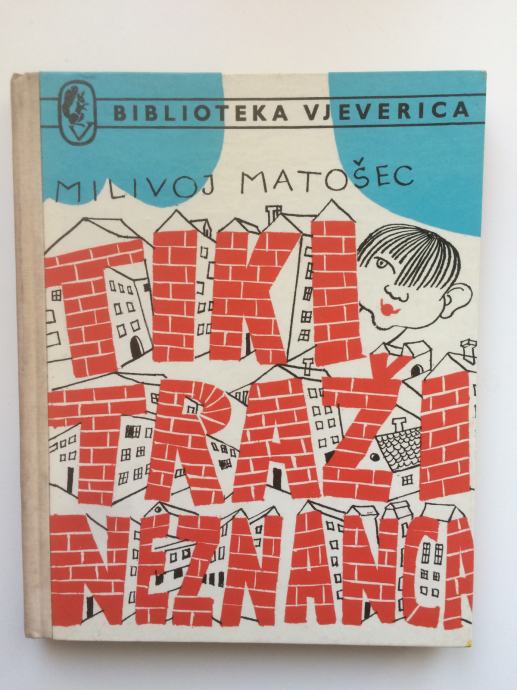 BIBLIOTEKA VJEVERICA
MILIVOJ MATOŠEC
TIKI
TRAŽI
NEZNANCA